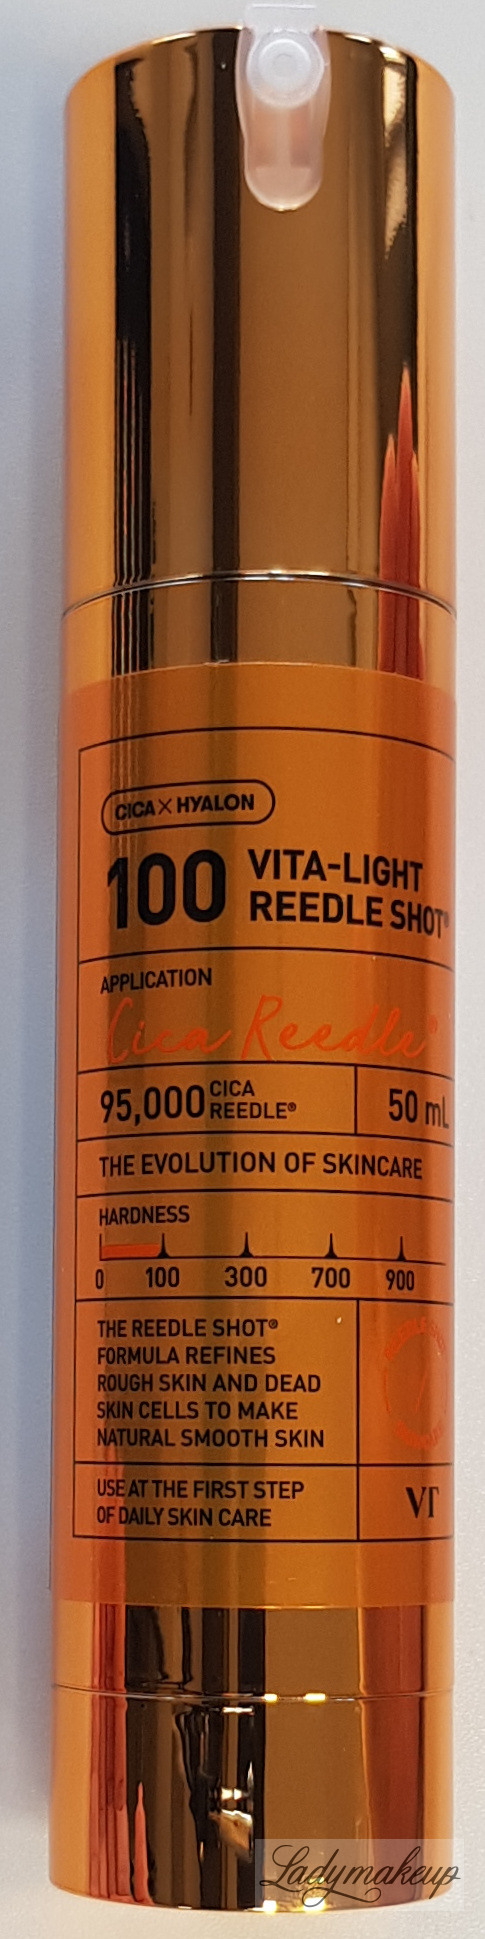 CICA×HYALON
100 VITA-LIGHT
REEDLE SHOT®
APPLICATION
Cica Reedle®
95,000 CICA
REEDLE®
50 mL
THE EVOLUTION OF SKINCARE
HARDNESS
0 100 300 700 900
THE REEDLE SHOT®
FORMULA REFINES
ROUGH SKIN AND DEAD
SKIN CELLS TO MAKE
NATURAL SMOOTH SKIN
USE AT THE FIRST STEP
OF DAILY SKIN CARE
VT
Ladymakeup